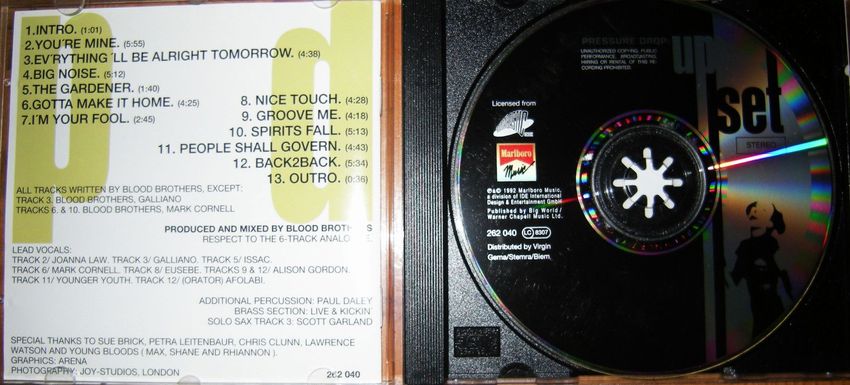 p
d
1.INTRO. (1:01)
2.YOU´RE MINE. (5:55)
3.EV´RYTHING ´LL BE ALRIGHT TOMORROW. (4:38)
4.BIG NOISE. (5:12)
5.THE GARDENER. (1:40)
6.GOTTA MAKE IT HOME. (4:25)
7.I´M YOUR FOOL. (2:45)
8. NICE TOUCH. (4:28)
9. GROOVE ME. (4:18)
10. SPIRITS FALL. (5:13)
11. PEOPLE SHALL GOVERN. (4:43)
12. BACK2BACK. (5:34)
13. OUTRO. (0:36)
ALL TRACKS WRITTEN BY BLOOD BROTHERS, EXCEPT:
TRACK 3. BLOOD BROTHERS, GALLIANO
TRACKS 6. & 10. BLOOD BROTHERS, MARK CORNELL
PRODUCED AND MIXED BY BLOOD BROTHERS
RESPECT TO THE 6-TRACK
LEAD VOCALS:
TRACK 2/ JOANNA LAW. TRACK 3/ GALLIANO. TRACK 5/ ISSAC.
TRACK 6/ MARK CORNELL. TRACK 8/ EUSEBE. TRACKS 9 & 12/ ALISON GORDON.
TRACK 11/ YOUNGER YOUTH. TRACK 12/ (ORATOR) AFOLABI.
ADDITIONAL PERCUSSION: PAUL DALEY
BRASS SECTION: LIVE & KICKIN´
SOLO SAX TRACK 3: SCOTT GARLAND
SPECIAL THANKS TO SUE BRICK, PETRA LEITENBAUR, CHRIS CLUNN, LAWRENCE
WATSON AND YOUNG BLOODS ( MAX, SHANE AND RHIANNON ).
GRAPHICS: ARENA
PHOTOGRAPHY: JOY-STUDIOS, LONDON
262 040
PRESSURE DROP:
UNAUTHORIZED COPYING, PUBLIC
PERFORMANCE, BROADCASTING,
HIRING OR RENTAL OF THIS RE-
CORDING PROHIBITED.
up
set
STEREO
Licensed from
Marlboro
Music
℗&© 1992 Marlboro Music,
a division of IDE International
Design & Entertainment GmbH
Published by Big World/
Warner Chapell Music Ltd.
262 040 LC 8307
Distributed by Virgin
Gema/Stemra/Biem